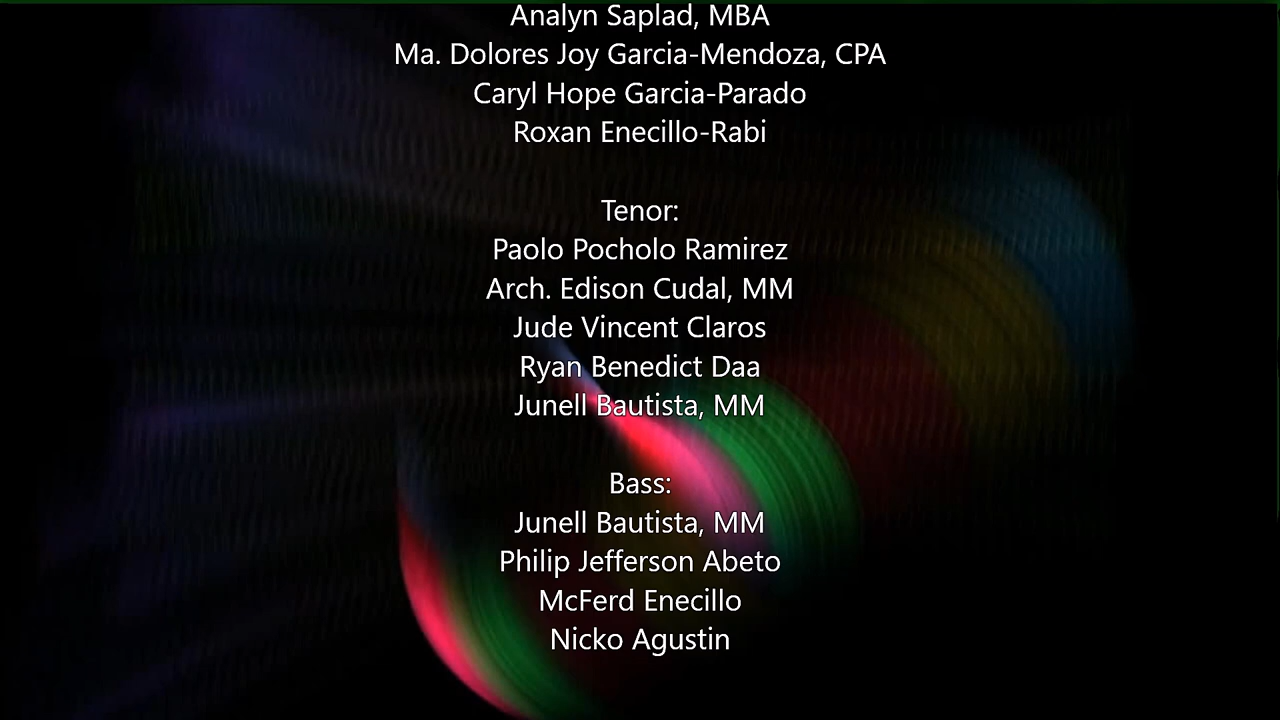 Analyn Saplad, MBA
Ma. Dolores Joy Garcia-Mendoza, CPA
Caryl Hope Garcia-Parado
Roxan Enecillo-Rabi
Tenor:
Paolo Pocholo Ramirez
Arch. Edison Cudal, MM
Jude Vincent Claros
Ryan Benedict Daa
Junell Bautista, MM
Bass:
Junell Bautista, MM
Philip Jefferson Abeto
McFerd Enecillo
Nicko Agustin